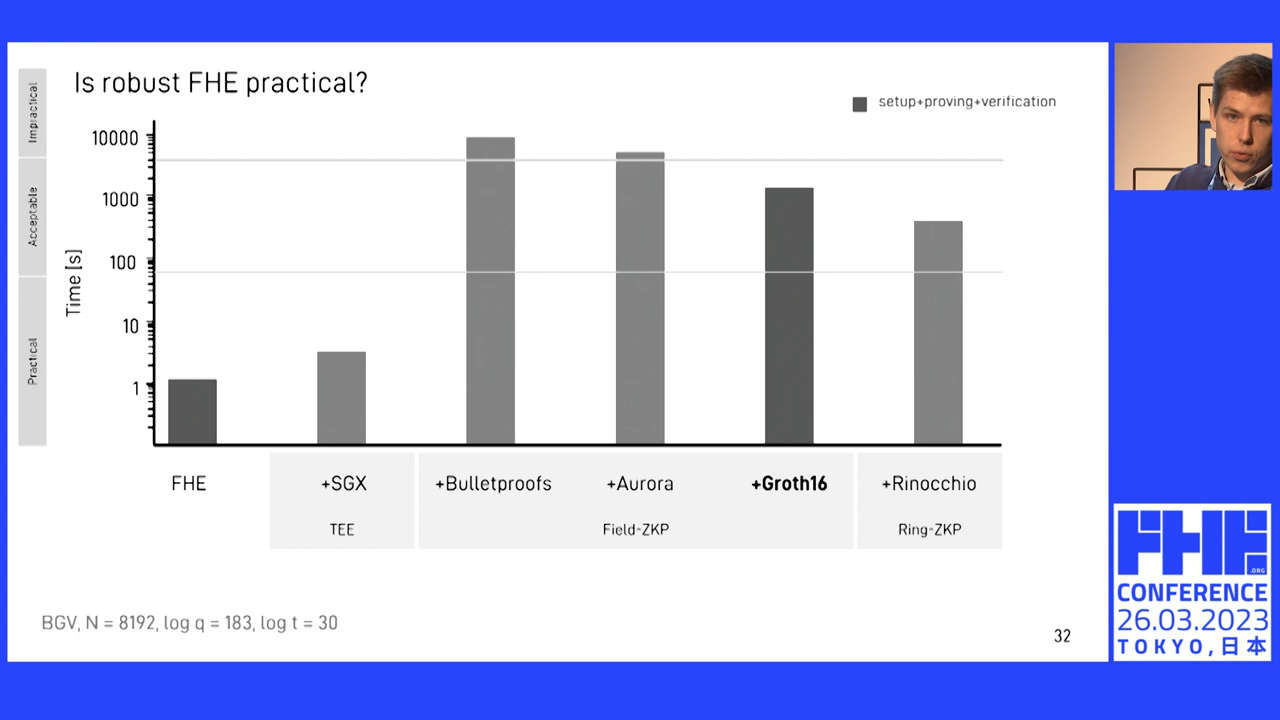 Is robust FHE practical?
setup+proving+verification
Impractical
Acceptable
Practical
Time [s]
10000
1000
100
10
1
FHE
+SGX
+Bulletproofs
+Aurora
+Groth16
+Rinocchio
TEE
Field-ZKP
Ring-ZKP
BGV, N = 8192, log q = 183, log t = 30
32
FHE
.ORG
CONFERENCE
26.03.2023
TOKYO, 日本